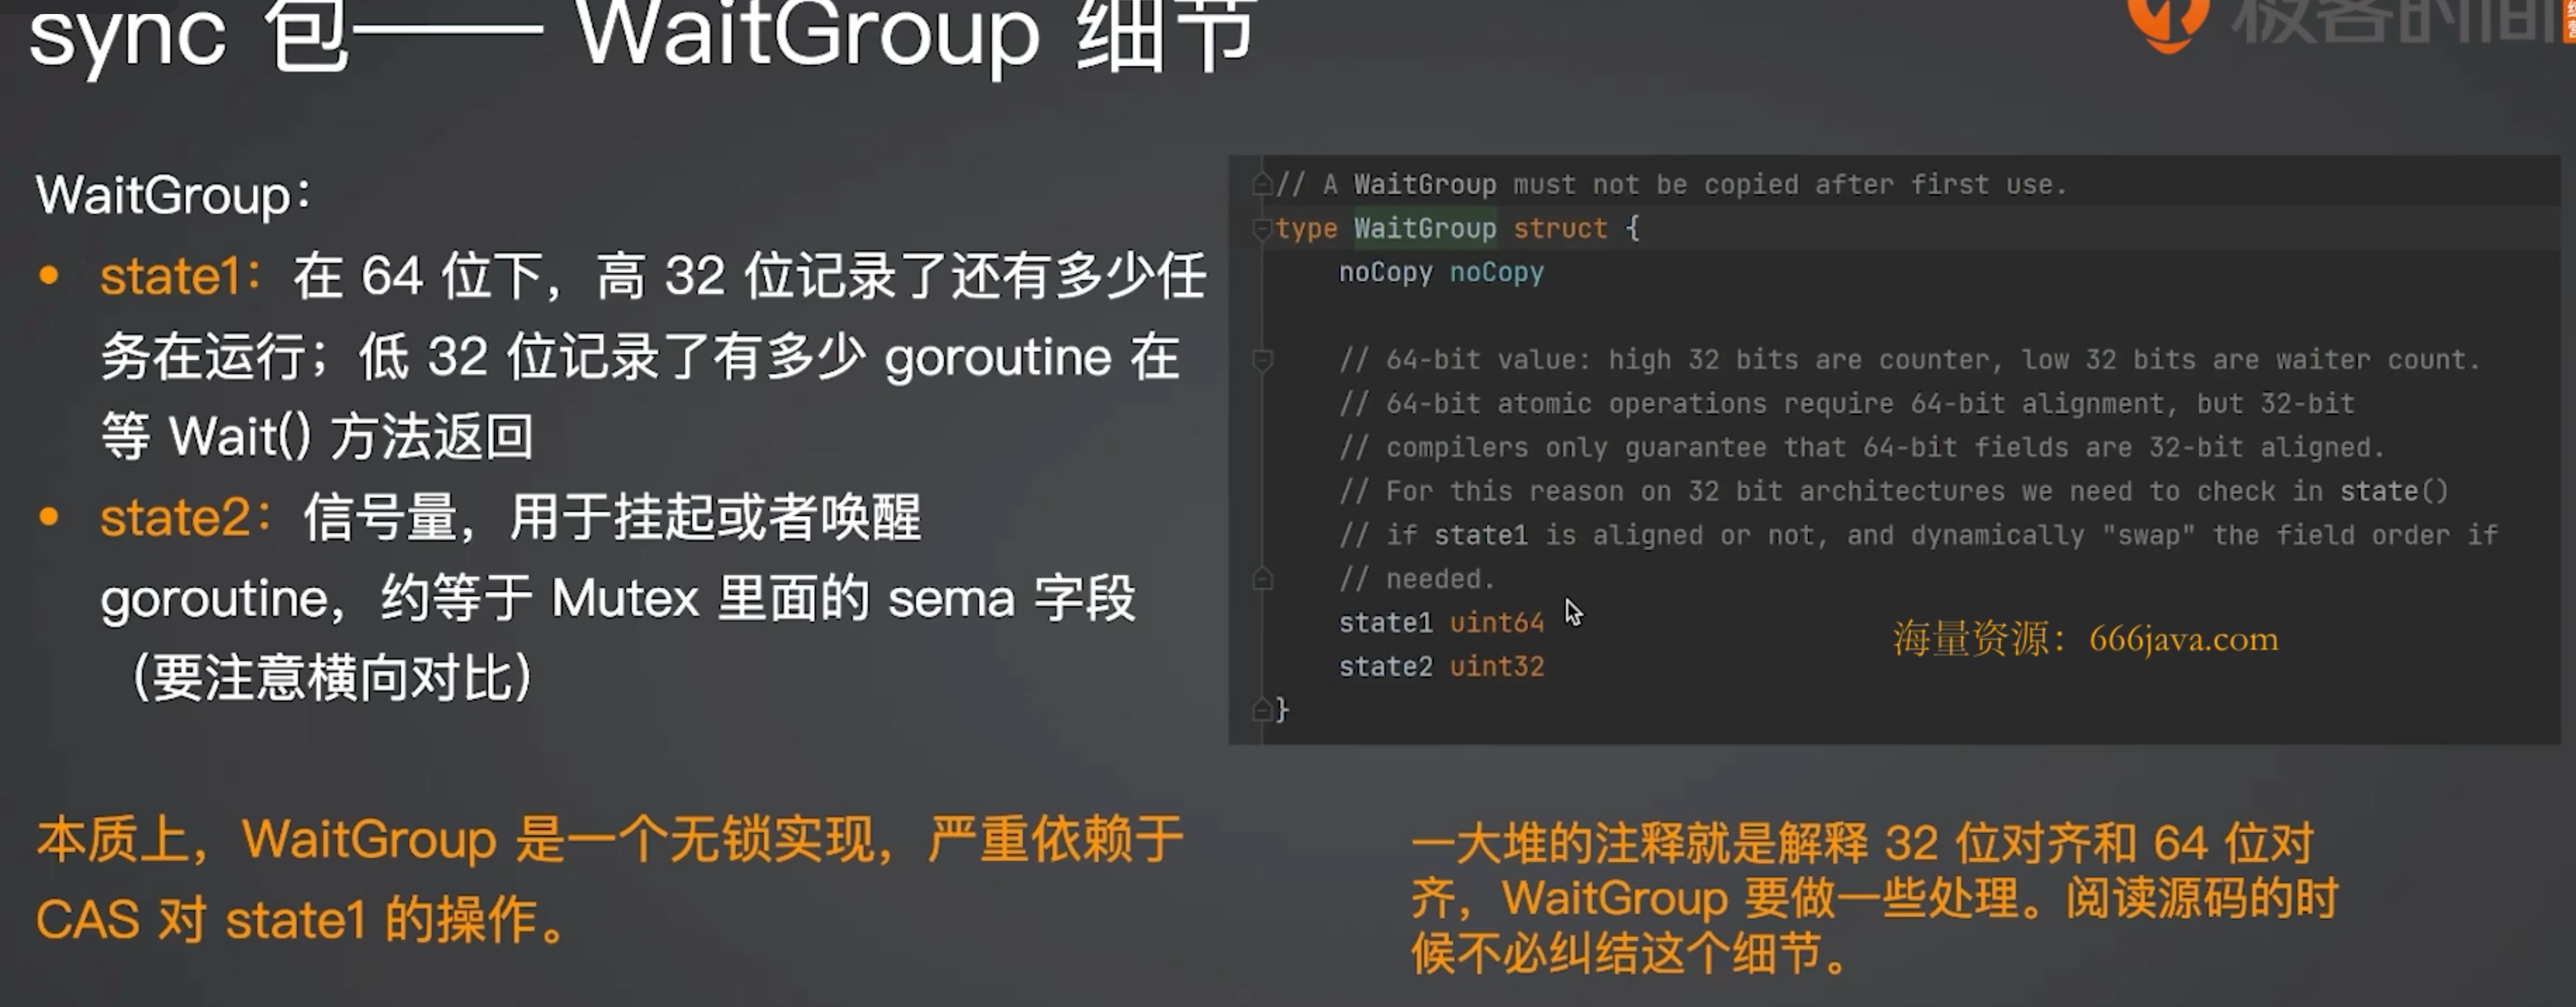 sync 包—— WaitGroup 细节
极客时间
WaitGroup：
• state1：在 64 位下，高 32 位记录了还有多少任
务在运行；低 32 位记录了有多少 goroutine 在
等 Wait() 方法返回
• state2：信号量，用于挂起或者唤醒
goroutine，约等于 Mutex 里面的 sema 字段
（要注意横向对比）
本质上，WaitGroup 是一个无锁实现，严重依赖于
CAS 对 state1 的操作。
// A WaitGroup must not be copied after first use.
type WaitGroup struct {
noCopy noCopy
// 64-bit value: high 32 bits are counter, low 32 bits are waiter count.
// 64-bit atomic operations require 64-bit alignment, but 32-bit
// compilers only guarantee that 64-bit fields are 32-bit aligned.
// For this reason on 32 bit architectures we need to check in state()
// if state1 is aligned or not, and dynamically "swap" the field order if
// needed.
state1 uint64
state2 uint32
}
海量资源：666java.com
一大堆的注释就是解释 32 位对齐和 64 位对
齐，WaitGroup 要做一些处理。阅读源码的时
候不必纠结这个细节。